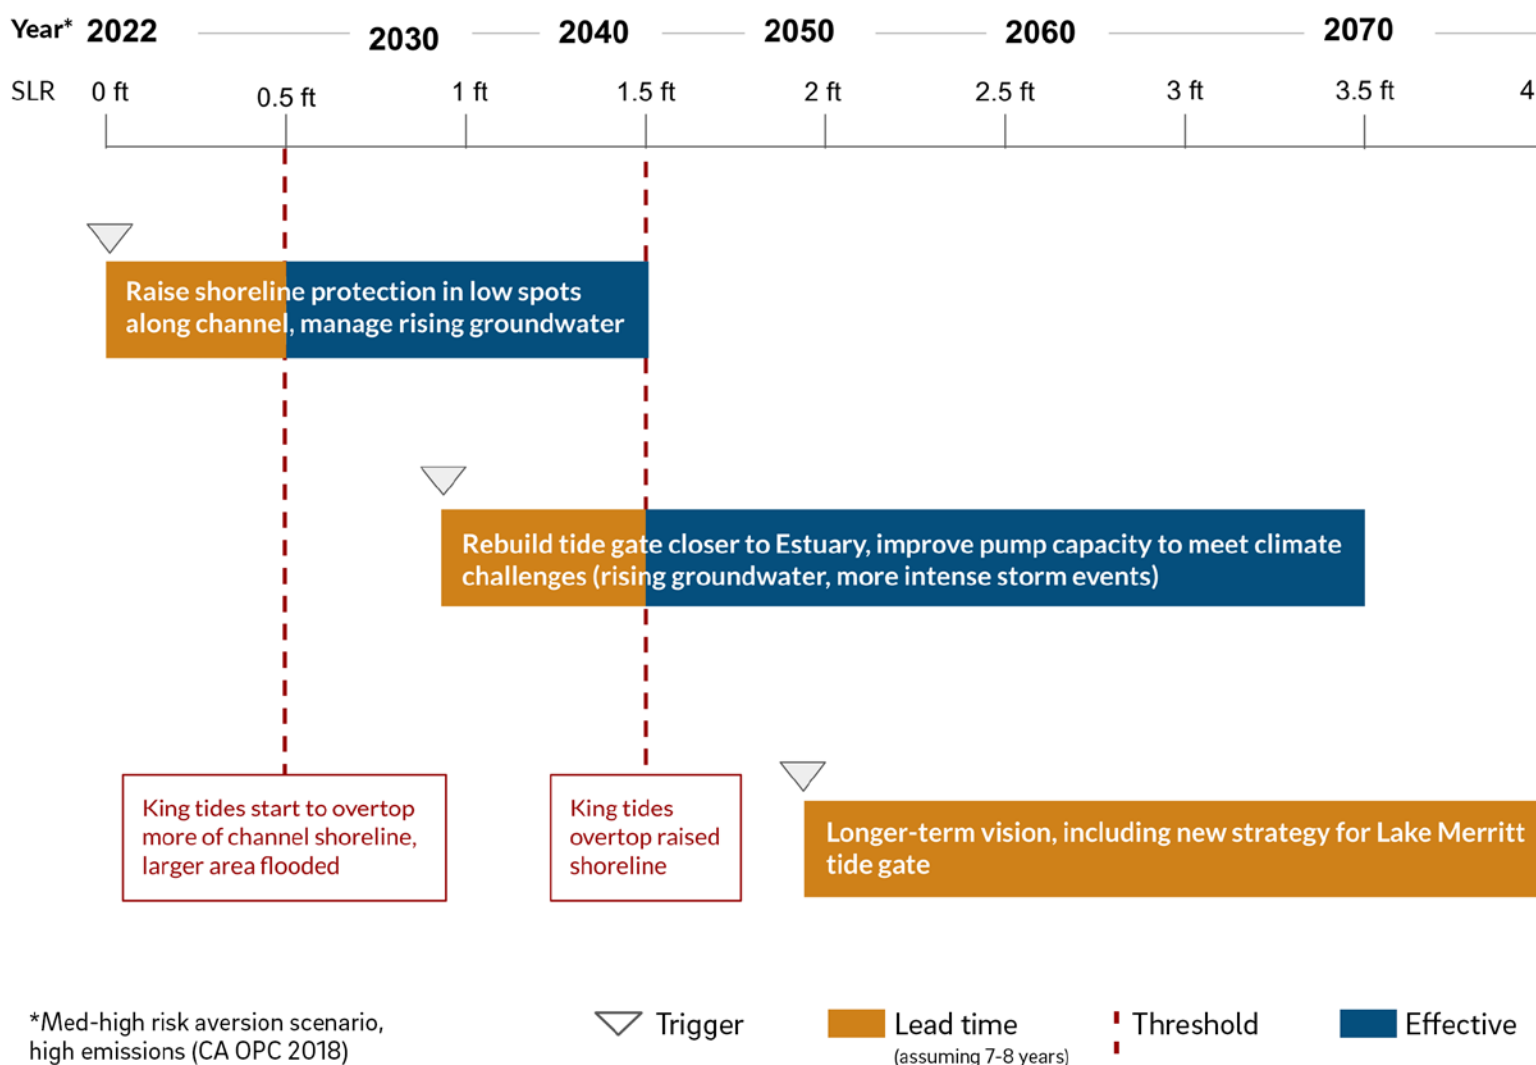 Year* 2022 2030 2040 2050 2060 2070
SLR 0 ft 0.5 ft 1 ft 1.5 ft 2 ft 2.5 ft 3 ft 3.5 ft 4
Raise shoreline protection in low spots
along channel, manage rising groundwater
Rebuild tide gate closer to Estuary, improve pump capacity to meet climate
challenges (rising groundwater, more intense storm events)
King tides start to overtop
more of channel shoreline,
larger area flooded
King tides
overtop raised
shoreline
Longer-term vision, including new strategy for Lake Merritt
tide gate
*Med-high risk aversion scenario,
high emissions (CA OPC 2018)
Trigger
Lead time
(assuming 7-8 years)
Threshold
Effective